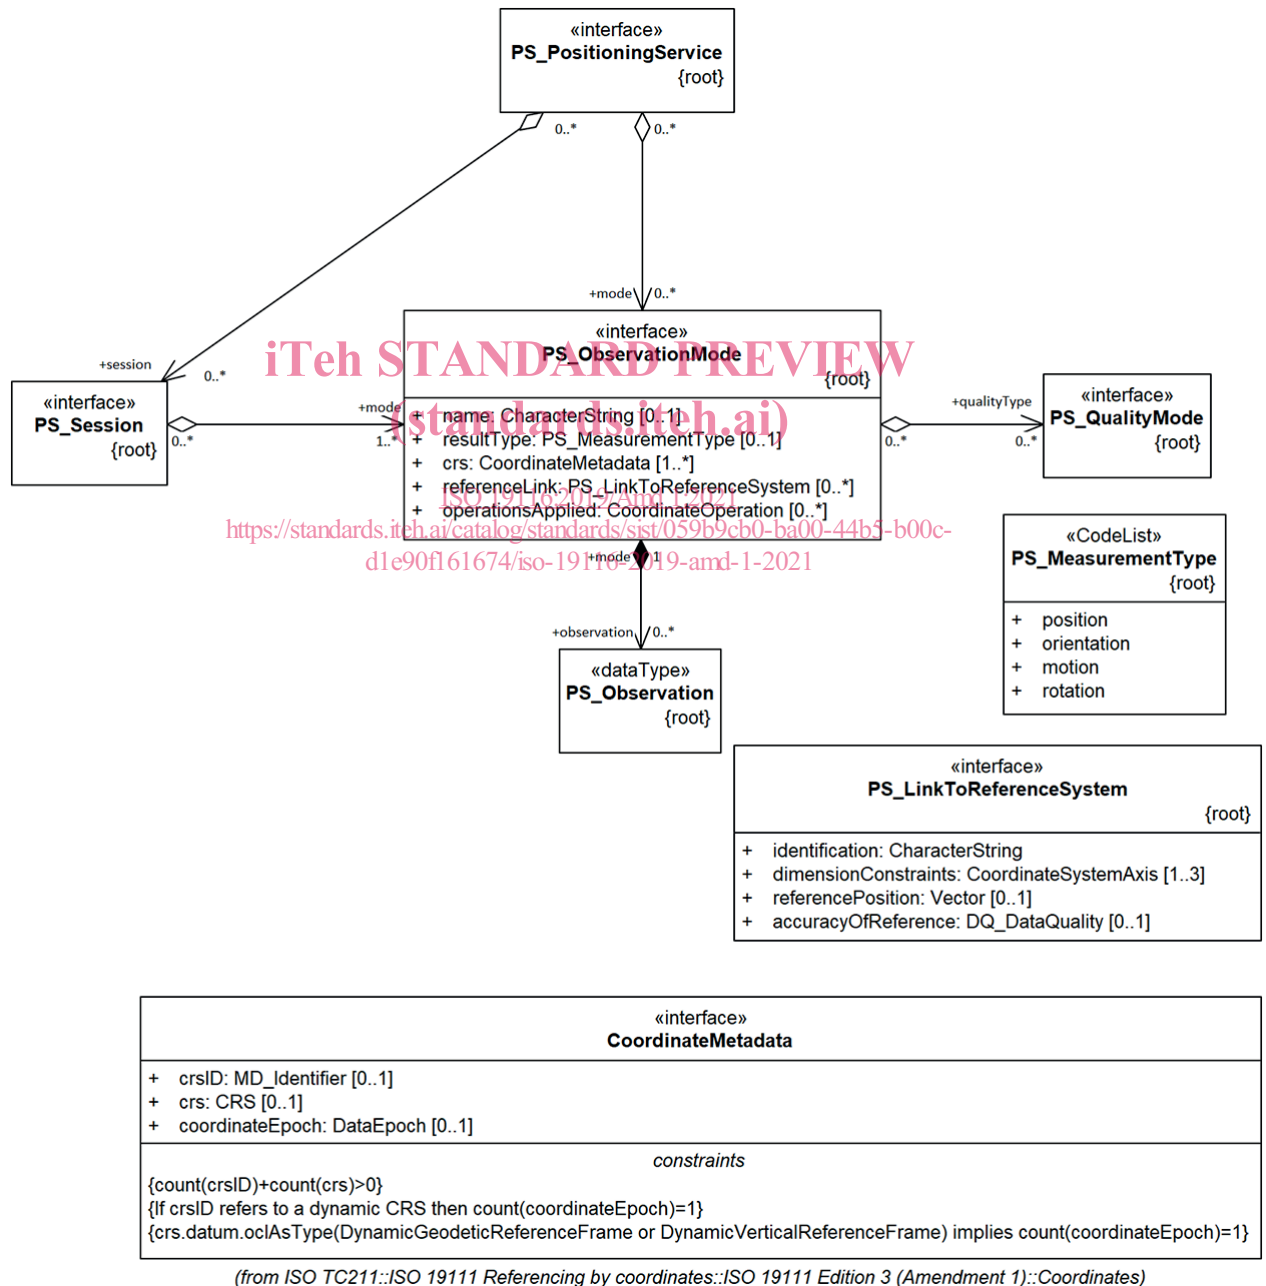 «interface»
PS_PositioningService
{root}
0..*
0..*
+mode
0..*
+session
0..*
«interface»
PS_Session
{root}
0..*
+mode
1..*
«interface»
PS_ObservationMode
{root}
+ name: CharacterString [0..1]
+ resultType: PS_MeasurementType [0..1]
+ crs: CoordinateMetadata [1..*]
+ referenceLink: PS_LinkToReferenceSystem [0..*]
+ operationsApplied: CoordinateOperation [0..*]
iTeh STANDARD PREVIEW
(standards.iteh.ai)
ISO 19116:2019/Amd 1:2021
https://standards.iteh.ai/catalog/standards/sist/059b9cb0-ba00-44b5-b00c-
d1e90f161674/iso-19116-2019-amd-1-2021
0..*
+qualityType
0..*
«interface»
PS_QualityMode
{root}
+mode
1
+observation
0..*
«dataType»
PS_Observation
{root}
«CodeList»
PS_MeasurementType
{root}
+ position
+ orientation
+ motion
+ rotation
«interface»
PS_LinkToReferenceSystem
{root}
+ identification: CharacterString
+ dimensionConstraints: CoordinateSystemAxis [1..3]
+ referencePosition: Vector [0..1]
+ accuracyOfReference: DQ_DataQuality [0..1]
«interface»
CoordinateMetadata
+ crsID: MD_Identifier [0..1]
+ crs: CRS [0..1]
+ coordinateEpoch: DataEpoch [0..1]
constraints
{count(crsID)+count(crs)>0}
{If crsID refers to a dynamic CRS then count(coordinateEpoch)=1}
{crs.datum.oclAsType(DynamicGeodeticReferenceFrame or DynamicVerticalReferenceFrame) implies count(coordinateEpoch)=1}
(from ISO TC211::ISO 19111 Referencing by coordinates::ISO 19111 Edition 3 (Amendment 1)::Coordinates)